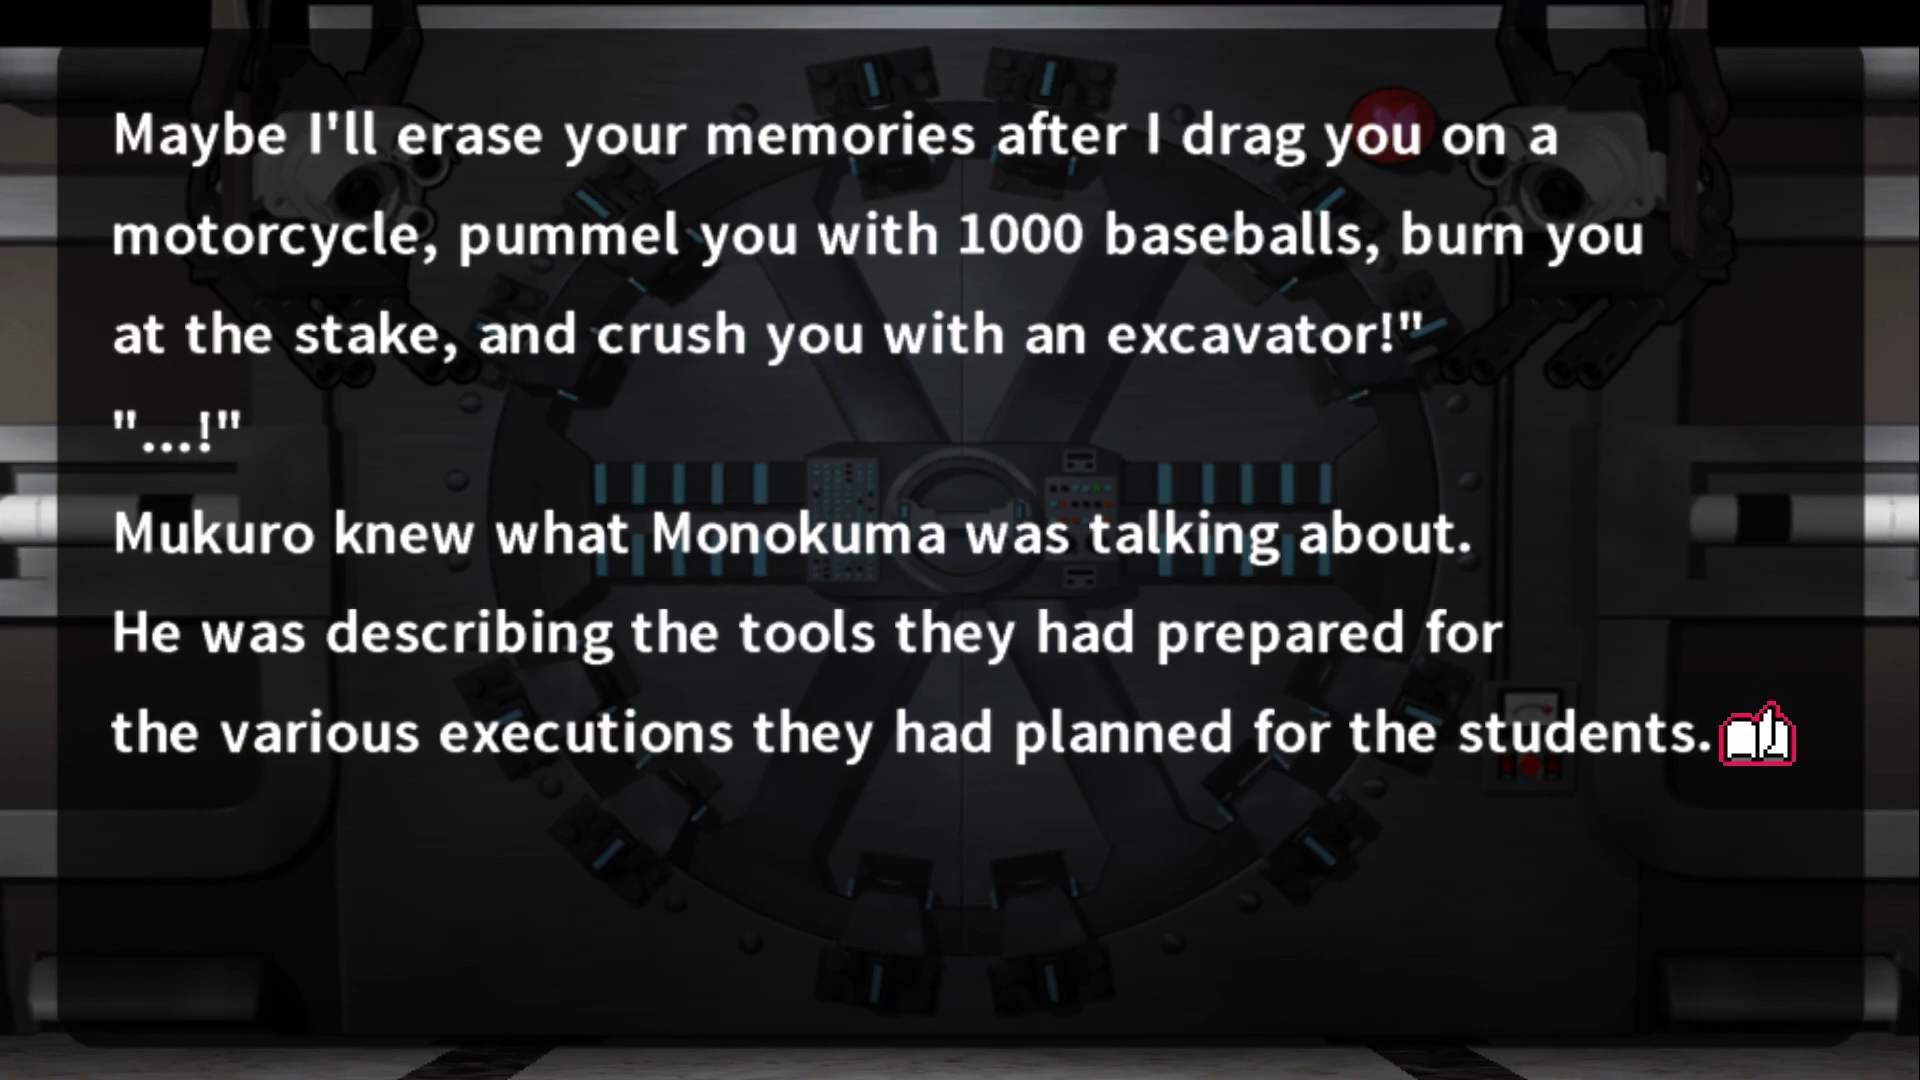 Maybe I'll erase your memories after I drag you on a
motorcycle, pummel you with 1000 baseballs, burn you
at the stake, and crush you with an excavator!"
"...!"
Mukuro knew what Monokuma was talking about.
He was describing the tools they had prepared for
the various executions they had planned for the students.